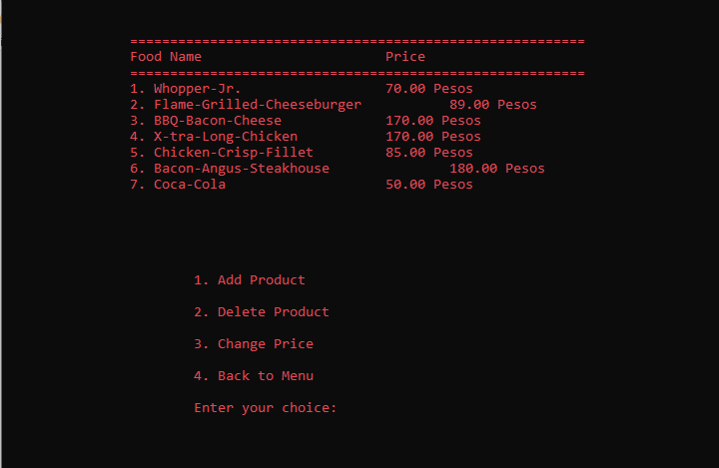 =========================================================
Food Name                       Price
=========================================================
1. Whopper-Jr.                  70.00 Pesos
2. Flame-Grilled-Cheeseburger           89.00 Pesos
3. BBQ-Bacon-Cheese             170.00 Pesos
4. X-tra-Long-Chicken           170.00 Pesos
5. Chicken-Crisp-Fillet         85.00 Pesos
6. Bacon-Angus-Steakhouse               180.00 Pesos
7. Coca-Cola                    50.00 Pesos
1. Add Product
2. Delete Product
3. Change Price
4. Back to Menu
Enter your choice: